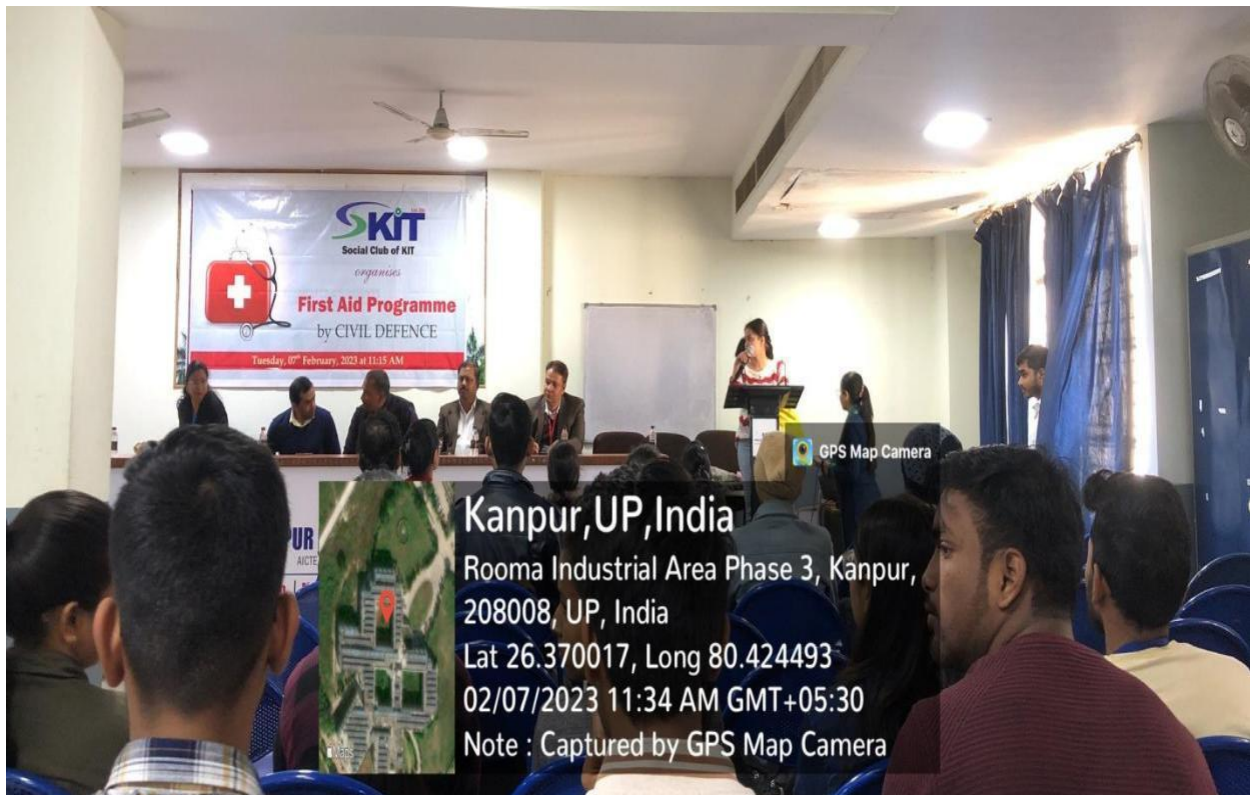 SKIT
Social Club of KIT
organises
First Aid Programme
by CIVIL DEFENCE
Tuesday, 07th February, 2023 at 11:15 AM
PUR
AICTE
GPS Map Camera
Kanpur,UP,India
Rooma Industrial Area Phase 3, Kanpur,
208008, UP, India
Lat 26.370017, Long 80.424493
02/07/2023 11:34 AM GMT+05:30
Note : Captured by GPS Map Camera